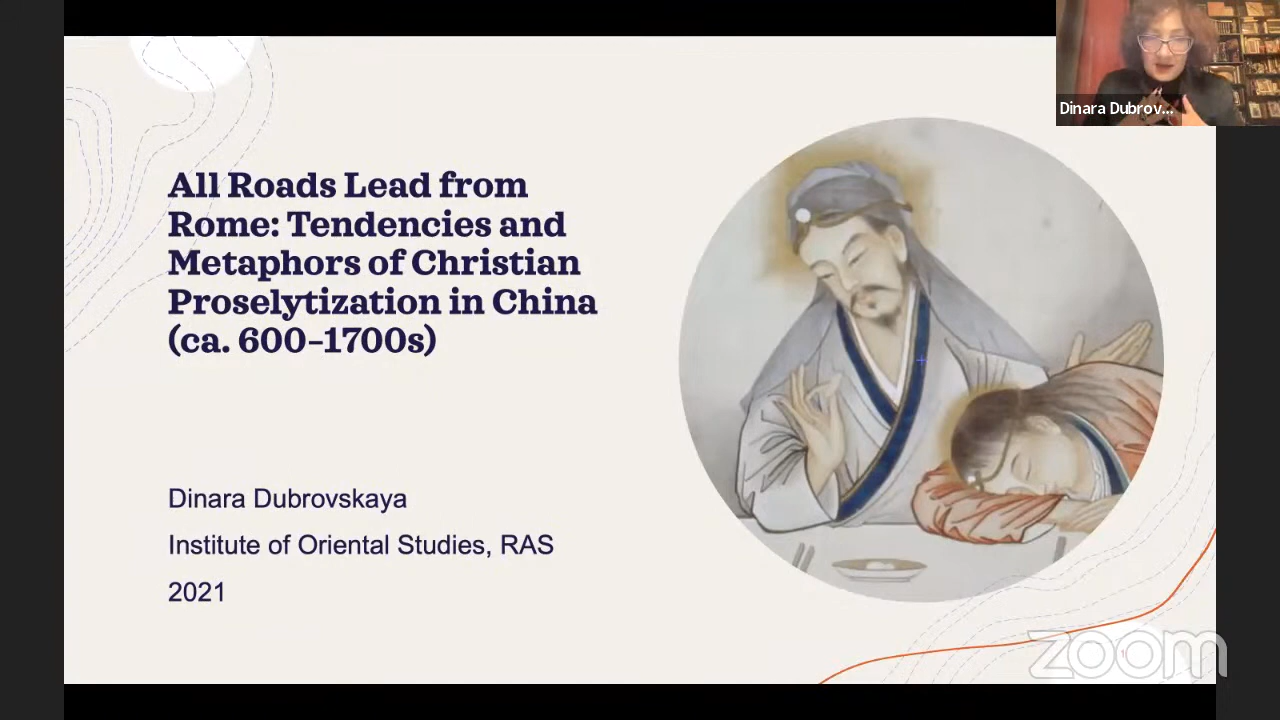 Dinara Dubrov...
All Roads Lead from
Rome: Tendencies and
Metaphors of Christian
Proselytization in China
(ca. 600–1700s)
Dinara Dubrovskaya
Institute of Oriental Studies, RAS
2021
zoom
1